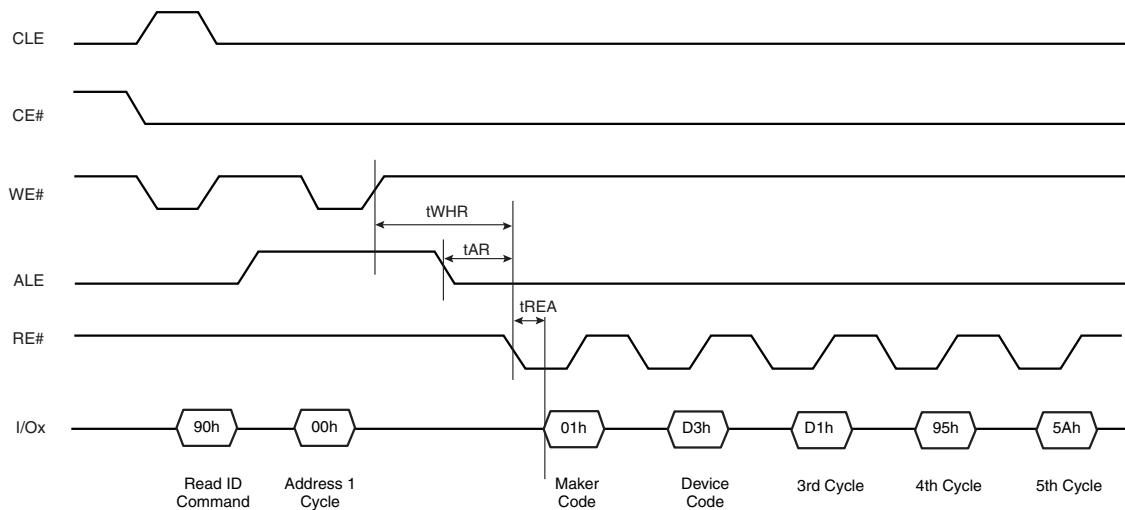 CLE
CE#
WE#
tWHR
tAR
ALE
tREA
RE#
I/Ox
90h
00h
01h
D3h
D1h
95h
5Ah
Read ID
Command
Address 1
Cycle
Maker
Code
Device
Code
3rd Cycle
4th Cycle
5th Cycle